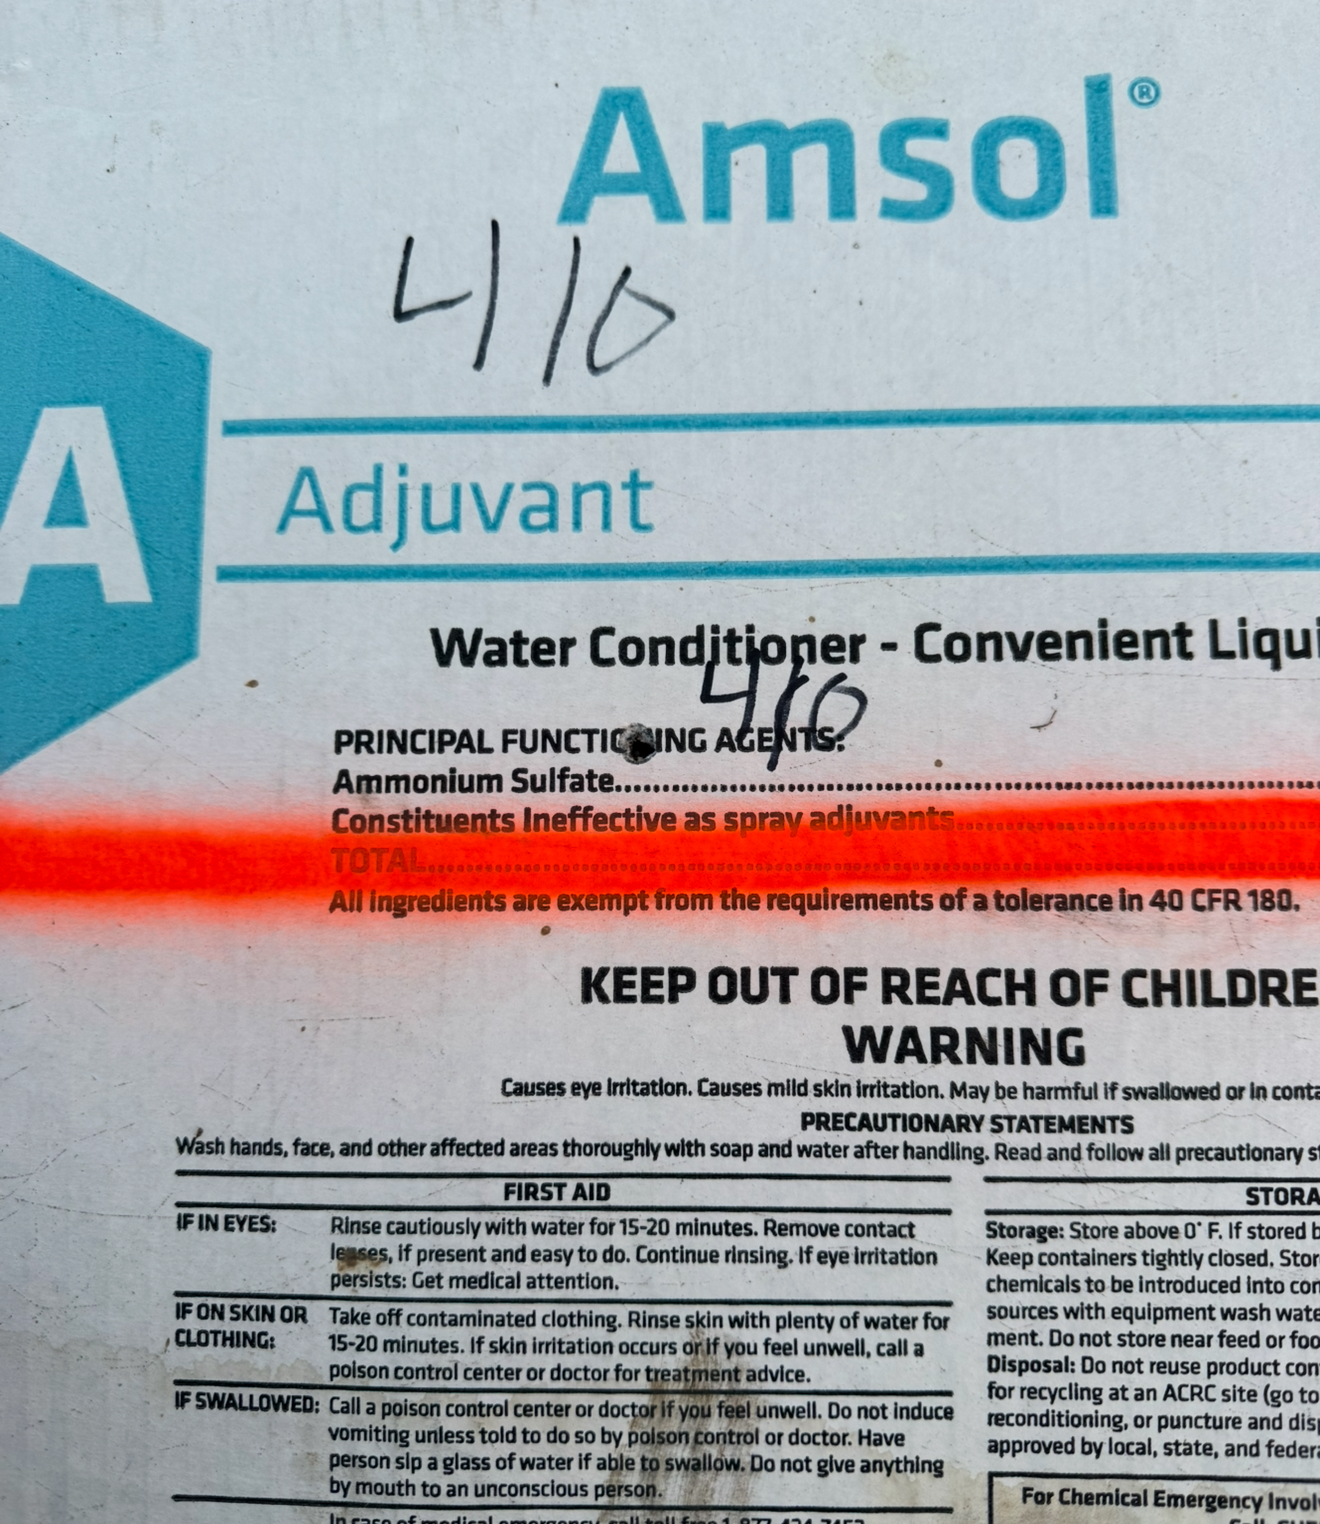 Amsol®
410
A
Adjuvant
Water Conditioner - Convenient Liqui
410
PRINCIPAL FUNCTIONING AGENTS:
Ammonium Sulfate
Constituents Ineffective as spray adjuvants
TOTAL
All ingredients are exempt from the requirements of a tolerance in 40 CFR 180.
KEEP OUT OF REACH OF CHILDRE
WARNING
Causes eye irritation. Causes mild skin irritation. May be harmful if swallowed or in conta
PRECAUTIONARY STATEMENTS
Wash hands, face, and other affected areas thoroughly with soap and water after handling. Read and follow all precautionary st
FIRST AID
IF IN EYES: Rinse cautiously with water for 15-20 minutes. Remove contact
lenses, if present and easy to do. Continue rinsing. If eye irritation
persists: Get medical attention.
IF ON SKIN OR CLOTHING: Take off contaminated clothing. Rinse skin with plenty of water for
15-20 minutes. If skin irritation occurs or if you feel unwell, call a
poison control center or doctor for treatment advice.
IF SWALLOWED: Call a poison control center or doctor if you feel unwell. Do not induce
vomiting unless told to do so by poison control or doctor. Have
person sip a glass of water if able to swallow. Do not give anything
by mouth to an unconscious person.
In case of medical emergency, call toll free
STORA
Storage: Store above 0° F. If stored b
Keep containers tightly closed. Stor
chemicals to be introduced into con
sources with equipment wash wate
ment. Do not store near feed or foo
Disposal: Do not reuse product con
for recycling at an ACRC site (go to
reconditioning, or puncture and disp
approved by local, state, and federa
For Chemical Emergency Invol